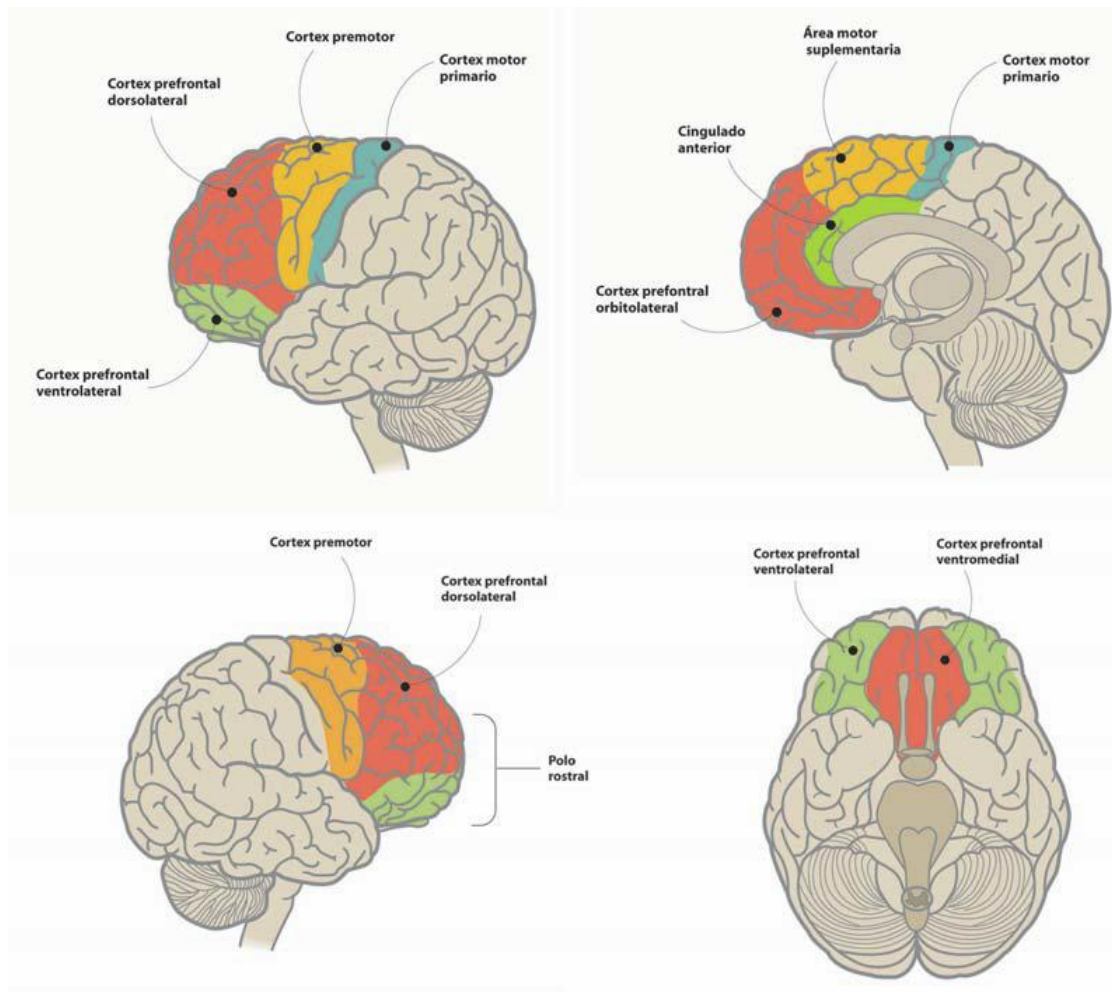 Cortex premotor
Cortex motor
primario
Cortex prefrontal
dorsolateral
Cortex prefrontal
ventrolateral
Área motor
suplementaria
Cortex motor
primario
Cingulado
anterior
Cortex prefontral
orbitolateral
Cortex premotor
Cortex prefrontal
dorsolateral
Polo
rostral
Cortex prefrontal
ventrolateral
Cortex prefrontal
ventromedial